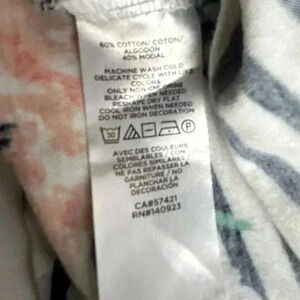 60% COTTON/ COTON/
ALGODON
40% MODAL
MACHINE WASH COLD
DELICATE CYCLE WITH LIKE
COLORS
ONLY NON-CHLORINE
BLEACH WHEN NEEDED
RESHAPE DRY FLAT
COOL IRON WHEN NEEDED
DO NOT IRON DECORATION
30 P
AVEC DES COULEURS
SEMBLABLES / CON
COLORES SIMILARES
NE PAS REPASSER LA
GARNITURE / NO
PLANCHAR LA
DECORACION
CA#57421
RN#140923